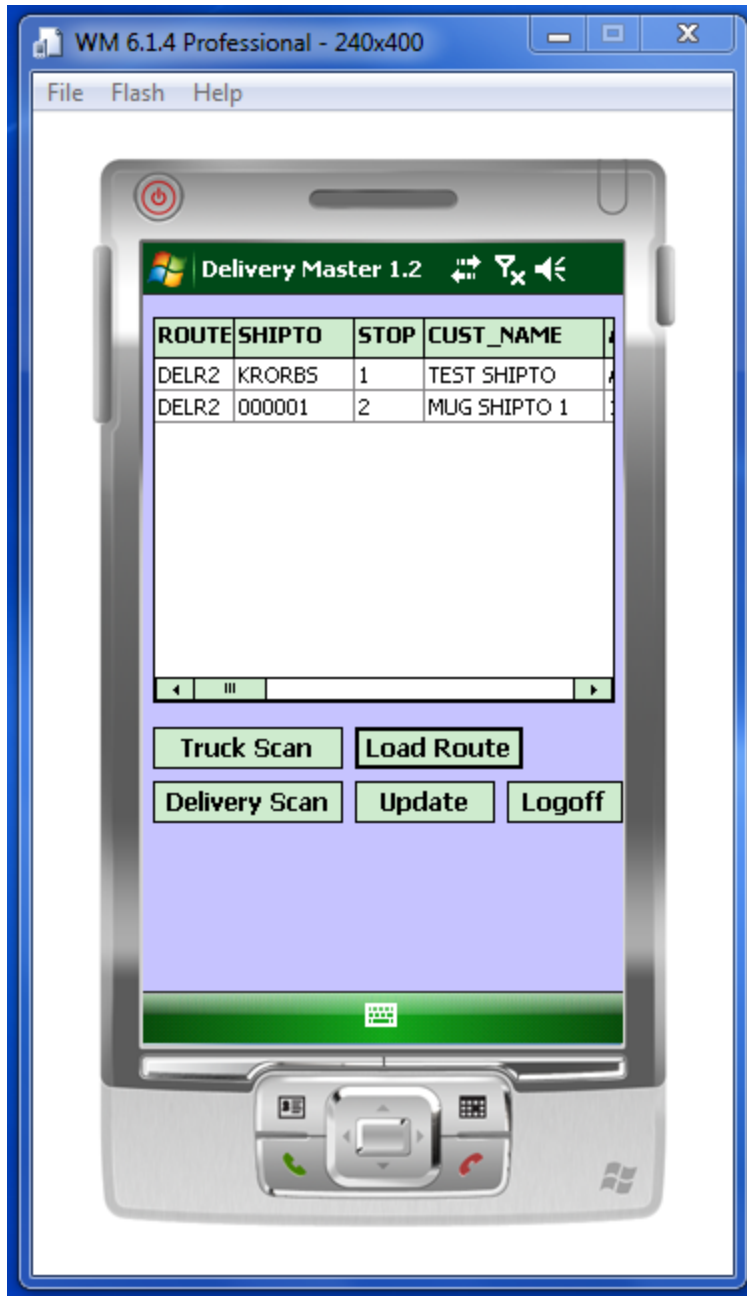 WM 6.1.4 Professional - 240x400
File Flash Help
Delivery Master 1.2
ROUTE SHIPTO STOP CUST_NAME
DELR2 KRORBS 1 TEST SHIPTO
DELR2 000001 2 MUG SHIPTO 1
Truck Scan Load Route
Delivery Scan Update Logoff